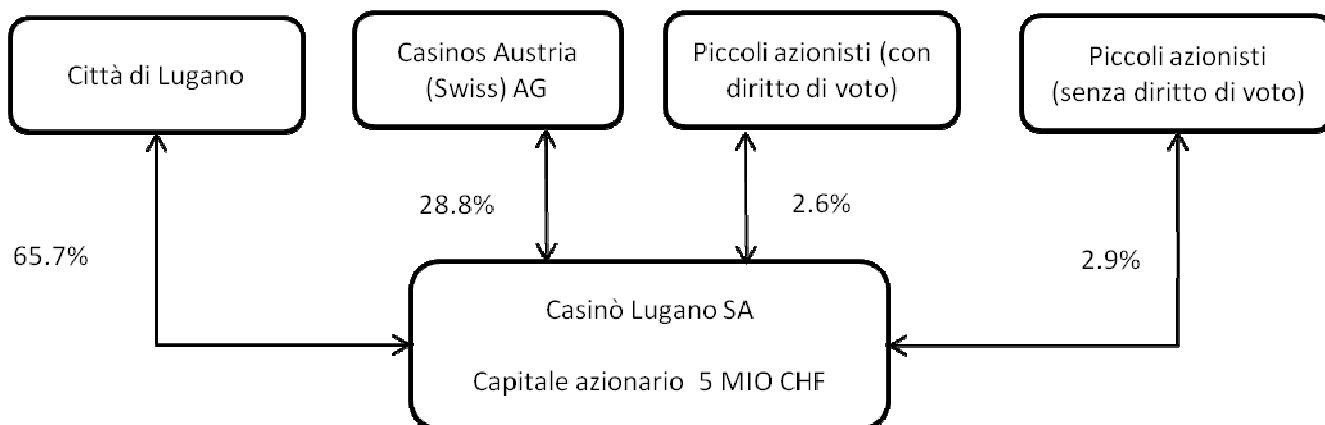 Città di Lugano
Casinos Austria
(Swiss) AG
Piccoli azionisti (con
diritto di voto)
Piccoli azionisti
(senza diritto di voto)
65.7%
28.8%
2.6%
2.9%
Casinò Lugano SA
Capitale azionario 5 MIO CHF